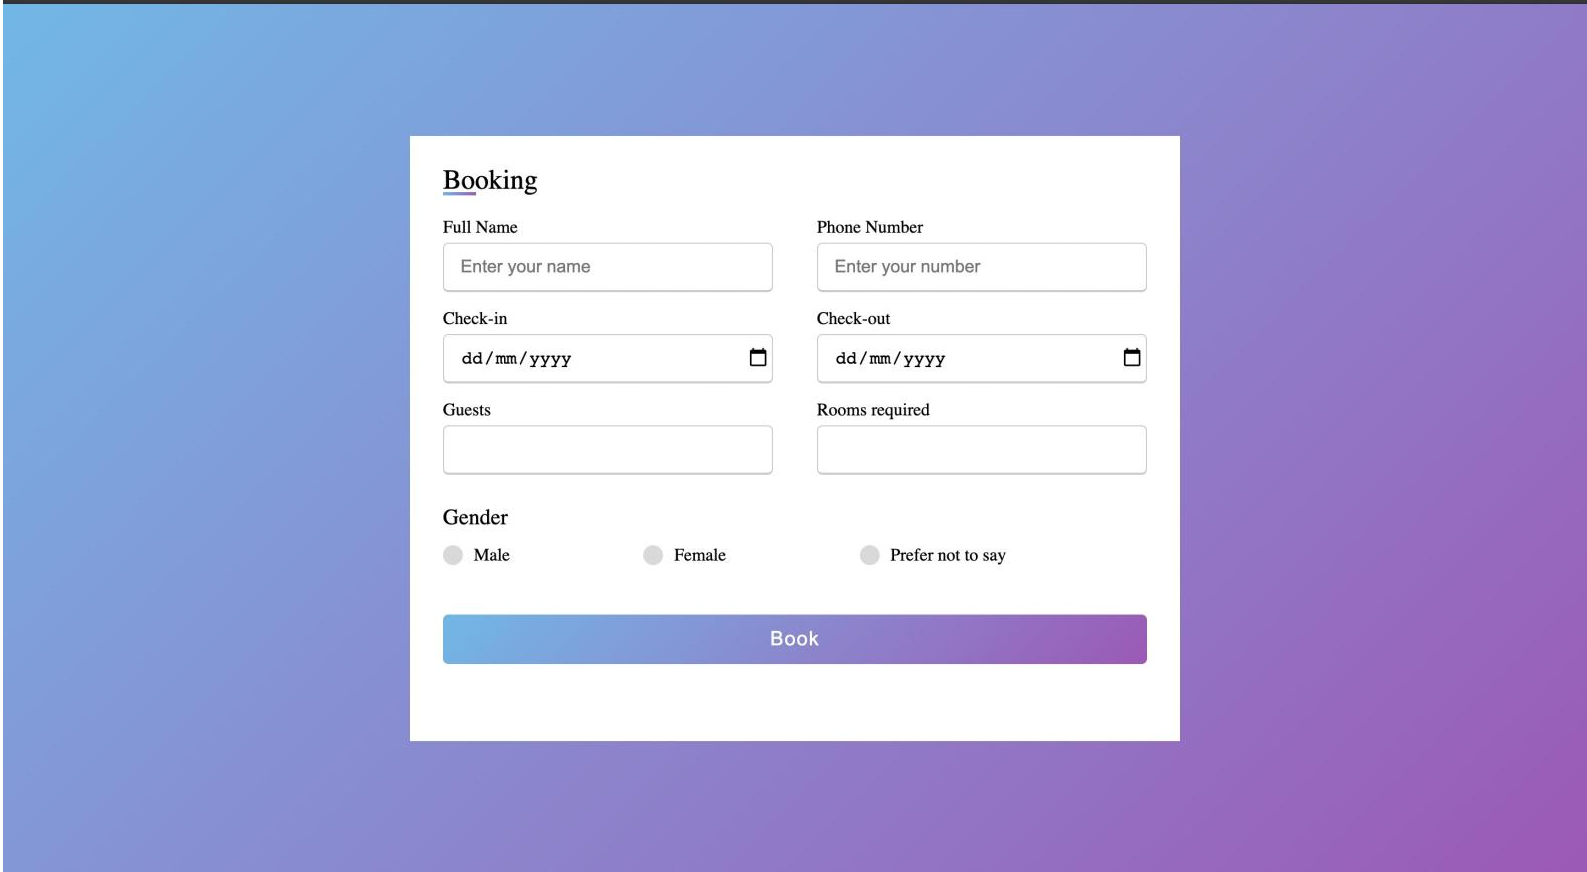 Booking
Full Name
Phone Number
Enter your name
Enter your number
Check-in
Check-out
dd/mm/yyyy
dd/mm/yyyy
Guests
Rooms required
Gender
Male
Female
Prefer not to say
Book